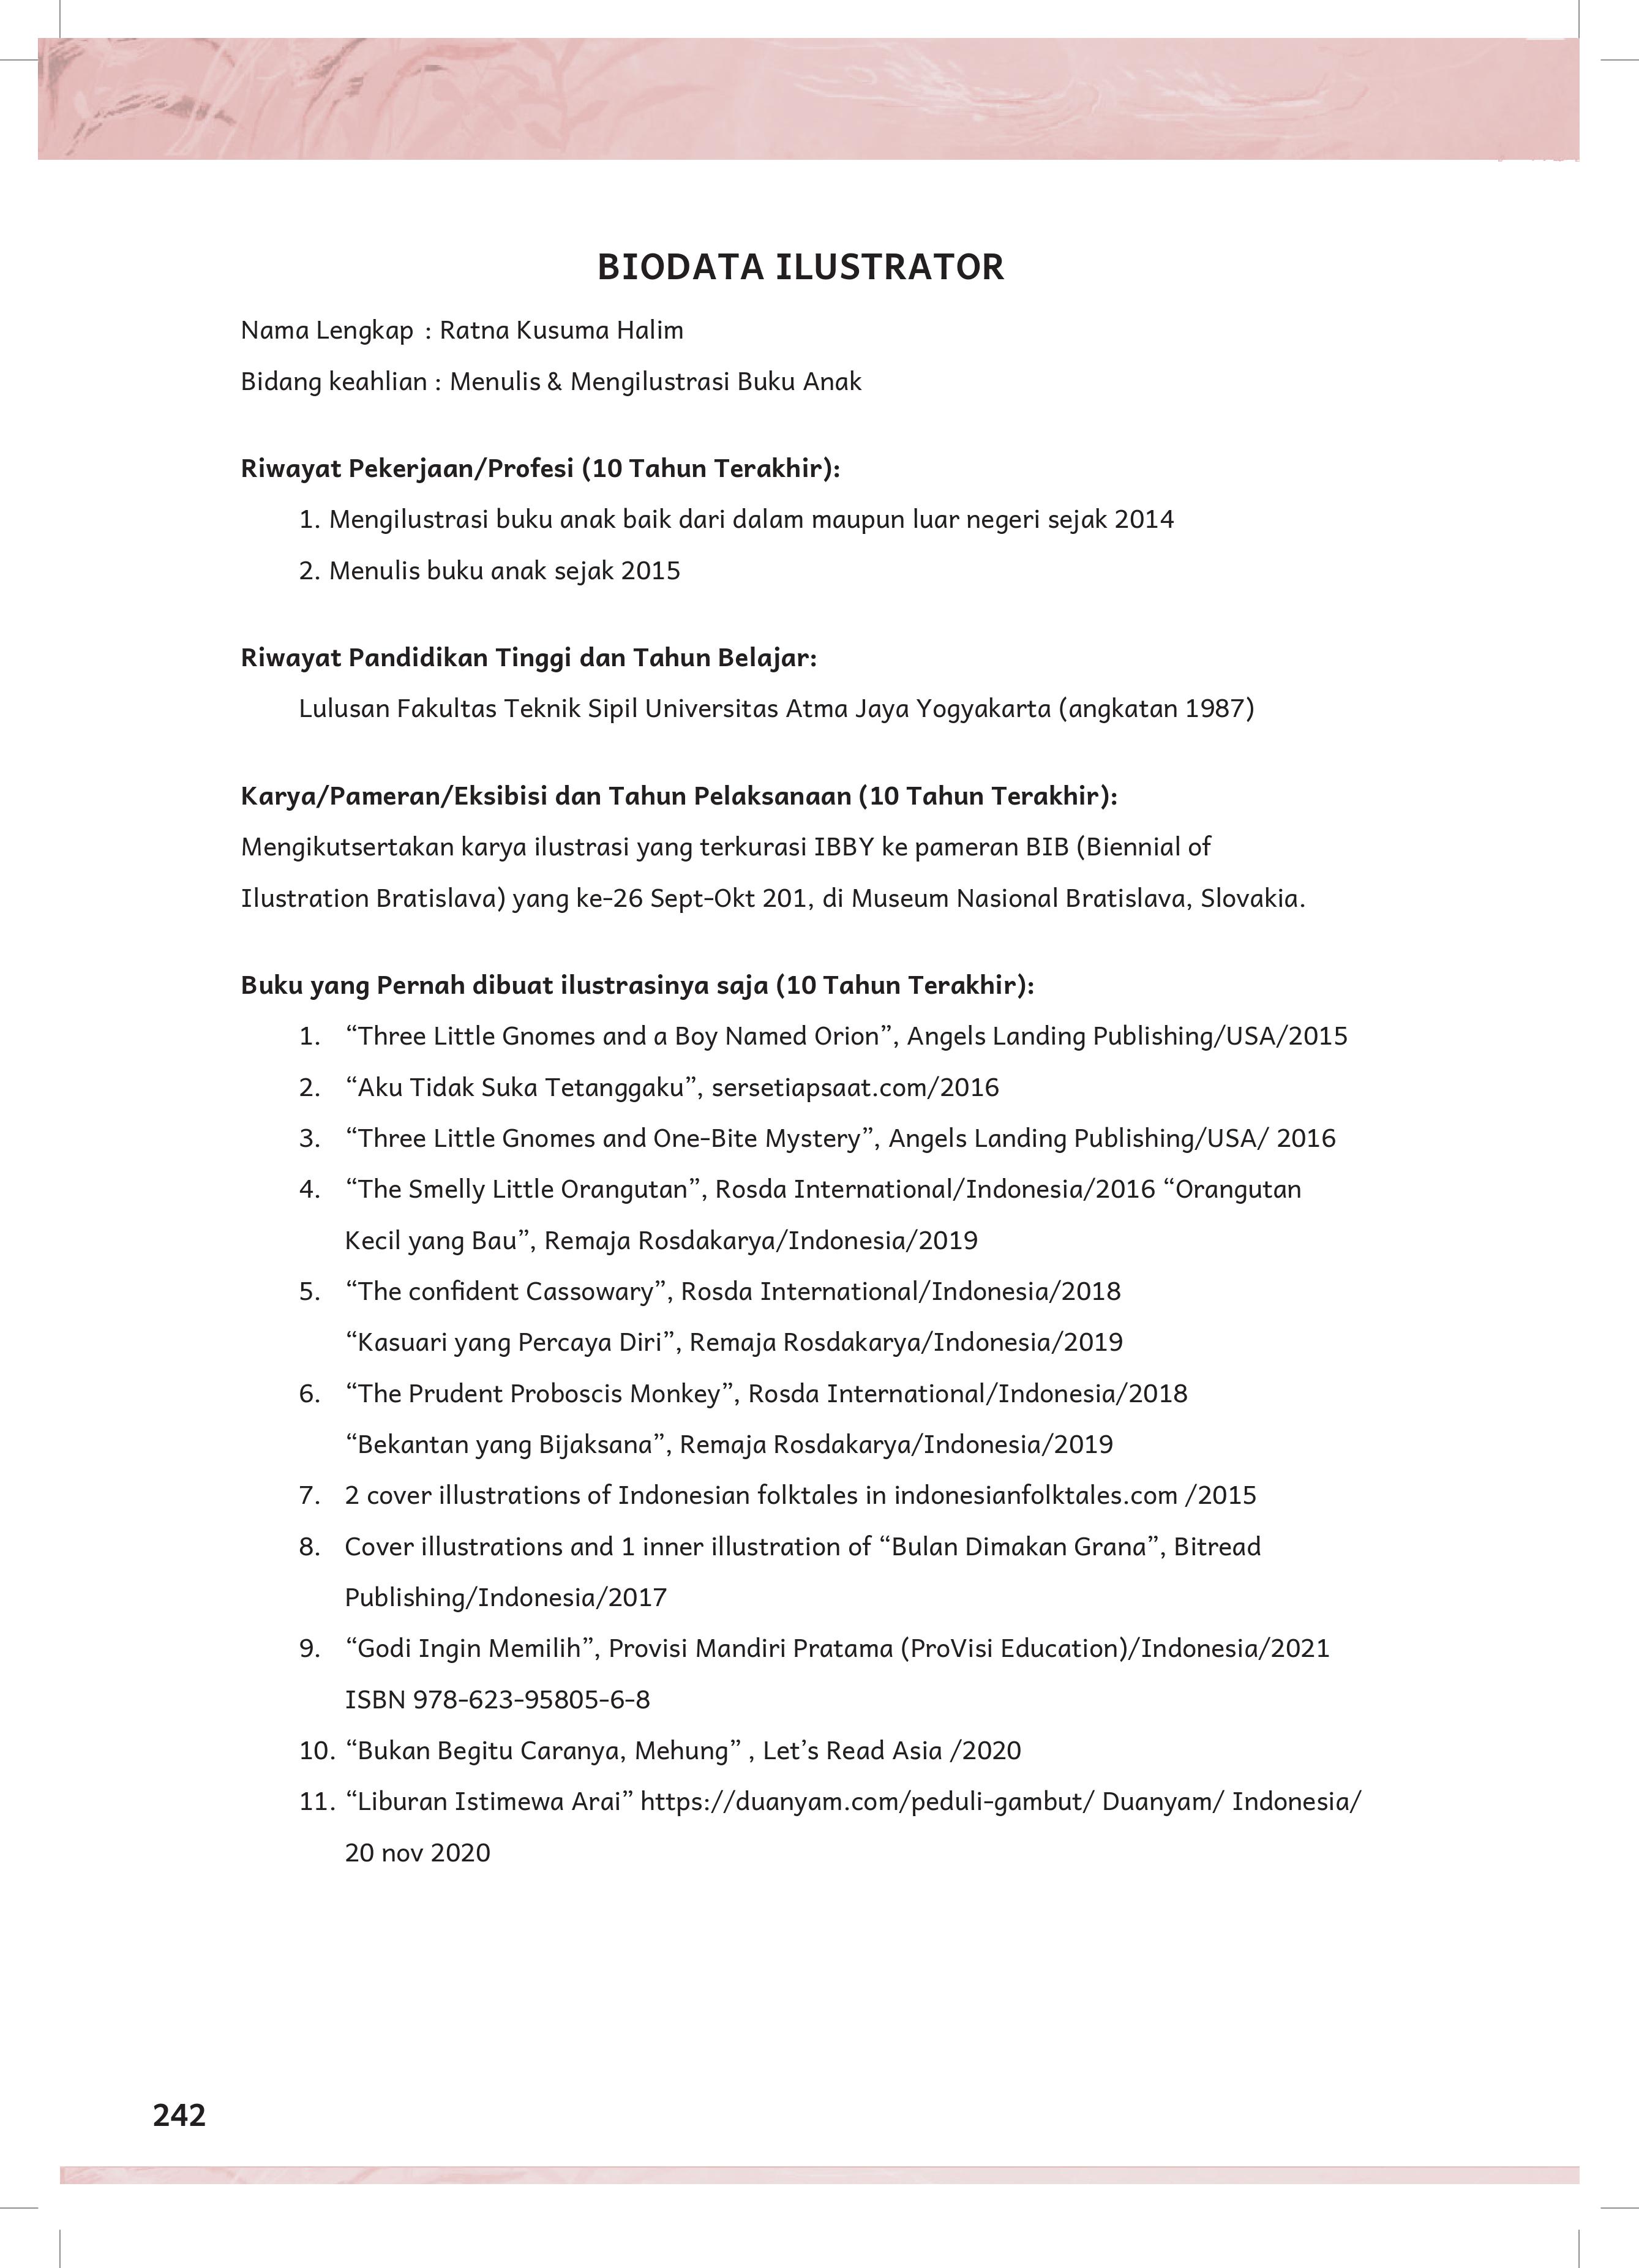 BIODATA ILUSTRATOR
Nama Lengkap : Ratna Kusuma Halim
Bidang keahlian : Menulis & Mengilustrasi Buku Anak
Riwayat Pekerjaan/Profesi (10 Tahun Terakhir):
1. Mengilustrasi buku anak baik dari dalam maupun luar negeri sejak 2014
2. Menulis buku anak sejak 2015
Riwayat Pandidikan Tinggi dan Tahun Belajar:
Lulusan Fakultas Teknik Sipil Universitas Atma Jaya Yogyakarta (angkatan 1987)
Karya/Pameran/Eksibisi dan Tahun Pelaksanaan (10 Tahun Terakhir):
Mengikutsertakan karya ilustrasi yang terkurasi IBBY ke pameran BIB (Biennial of
Ilustration Bratislava) yang ke-26 Sept-Okt 201, di Museum Nasional Bratislava, Slovakia.
Buku yang Pernah dibuat ilustrasinya saja (10 Tahun Terakhir):
1. “Three Little Gnomes and a Boy Named Orion”, Angels Landing Publishing/USA/2015
2. “Aku Tidak Suka Tetanggaku”, sersetiapsaat.com/2016
3. “Three Little Gnomes and One-Bite Mystery”, Angels Landing Publishing/USA/ 2016
4. “The Smelly Little Orangutan”, Rosda International/Indonesia/2016 “Orangutan
Kecil yang Bau”, Remaja Rosdakarya/Indonesia/2019
5. “The confident Cassowary”, Rosda International/Indonesia/2018
“Kasuari yang Percaya Diri”, Remaja Rosdakarya/Indonesia/2019
6. “The Prudent Proboscis Monkey”, Rosda International/Indonesia/2018
“Bekantan yang Bijaksana”, Remaja Rosdakarya/Indonesia/2019
7. 2 cover illustrations of Indonesian folktales in indonesianfolktales.com /2015
8. Cover illustrations and 1 inner illustration of “Bulan Dimakan Grana”, Bitread
Publishing/Indonesia/2017
9. “Godi Ingin Memilih”, Provisi Mandiri Pratama (ProVisi Education)/Indonesia/2021
ISBN 978-623-95805-6-8
10. “Bukan Begitu Caranya, Mehung” , Let’s Read Asia /2020
11. “Liburan Istimewa Arai” https://duanyam.com/peduli-gambut/ Duanyam/ Indonesia/
20 nov 2020
242